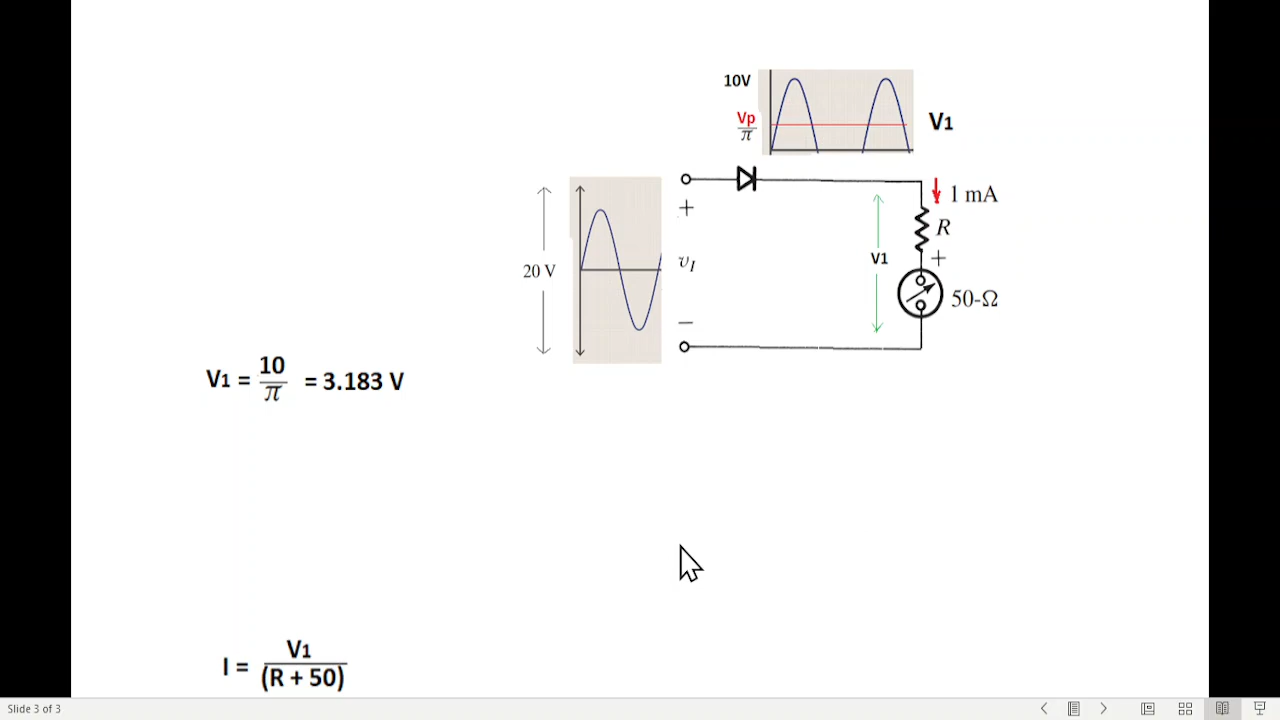 10V
Vp
π
V1
1 mA
R
+
υI
−
20 V
V1
+
50-Ω
V1 = 10/π = 3.183 V
I = V1/(R + 50)
Slide 3 of 3